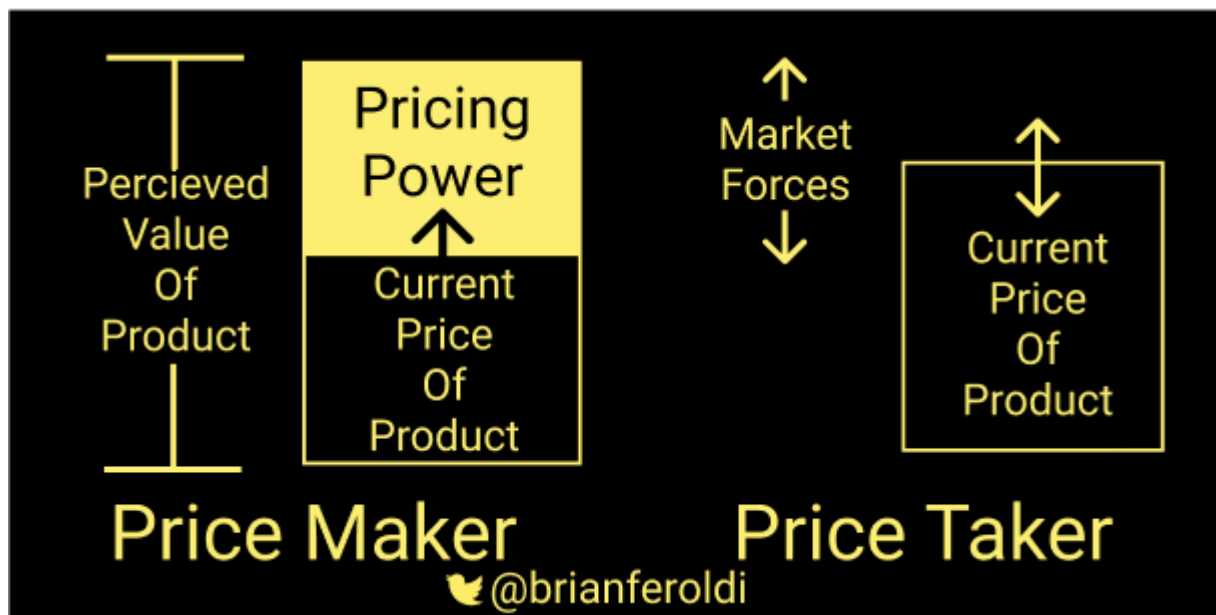 Percieved
Value
Of
Product
Pricing
Power
Current
Price
Of
Product
Price Maker
Market
Forces
Current
Price
Of
Product
Price Taker
@brianferoldi